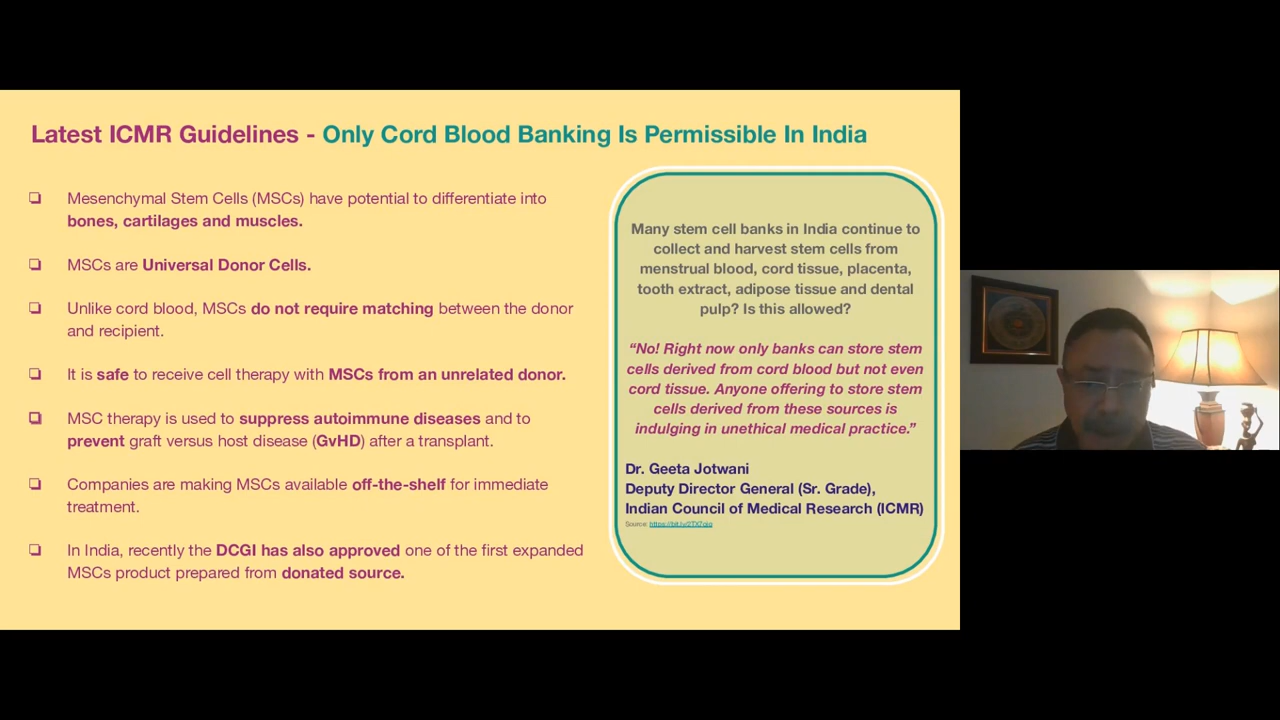 Latest ICMR Guidelines - Only Cord Blood Banking Is Permissible In India
Mesenchymal Stem Cells (MSCs) have potential to differentiate into
bones, cartilages and muscles.
MSCs are Universal Donor Cells.
Unlike cord blood, MSCs do not require matching between the donor
and recipient.
It is safe to receive cell therapy with MSCs from an unrelated donor.
MSC therapy is used to suppress autoimmune diseases and to
prevent graft versus host disease (GvHD) after a transplant.
Companies are making MSCs available off-the-shelf for immediate
treatment.
In India, recently the DCGI has also approved one of the first expanded
MSCs product prepared from donated source.
Many stem cell banks in India continue to
collect and harvest stem cells from
menstrual blood, cord tissue, placenta,
tooth extract, adipose tissue and dental
pulp? Is this allowed?
“No! Right now only banks can store stem
cells derived from cord blood but not even
cord tissue. Anyone offering to store stem
cells derived from these sources is
indulging in unethical medical practice.”
Dr. Geeta Jotwani
Deputy Director General (Sr. Grade),
Indian Council of Medical Research (ICMR)
Source: